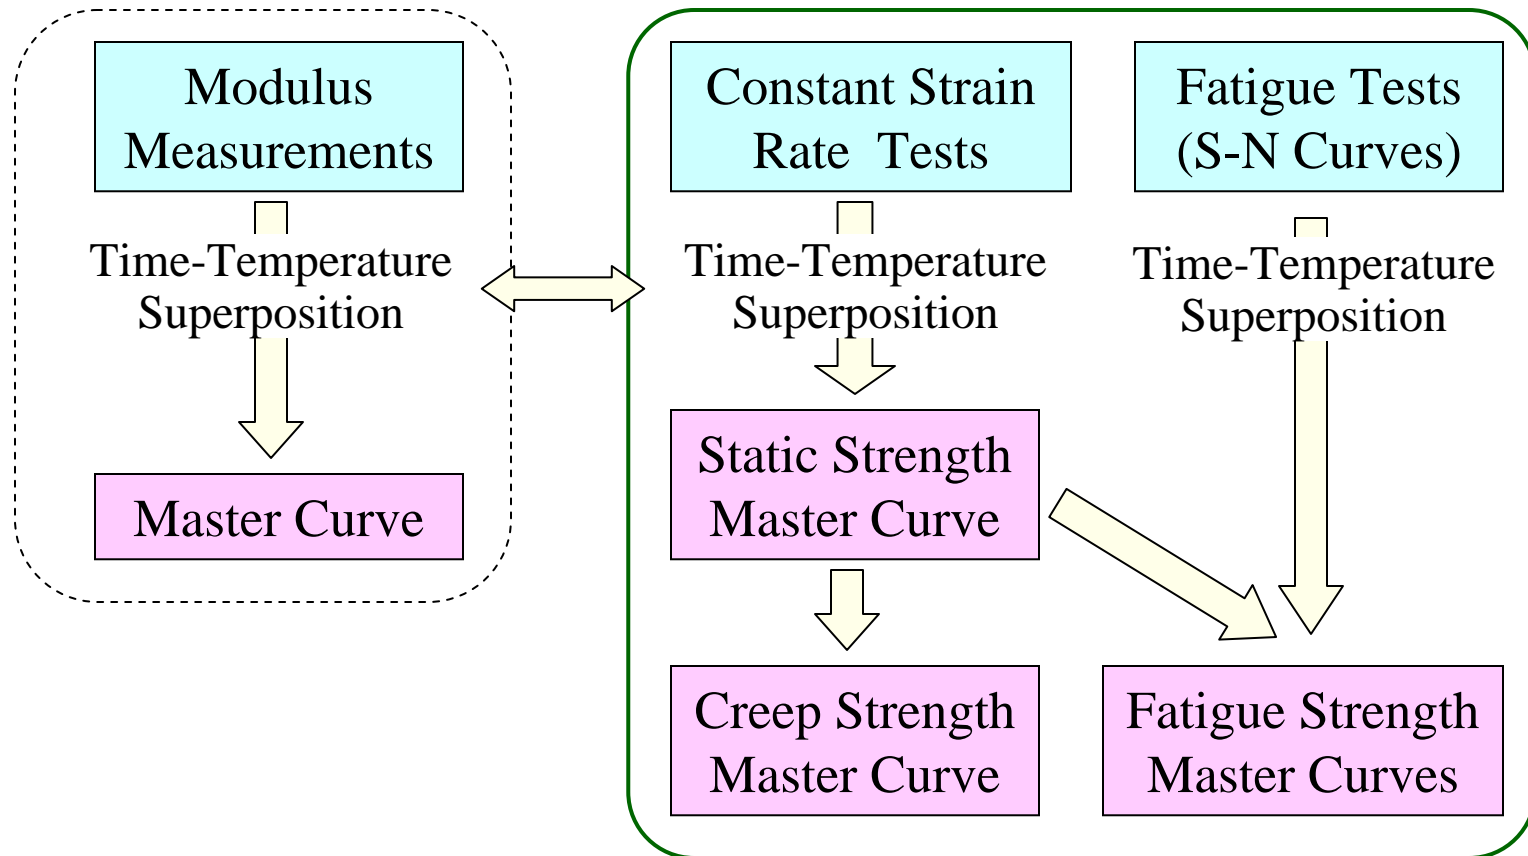 Modulus
Measurements
Time-Temperature
Superposition
Master Curve
Constant Strain
Rate Tests
Time-Temperature
Superposition
Static Strength
Master Curve
Creep Strength
Master Curve
Fatigue Tests
(S-N Curves)
Time-Temperature
Superposition
Fatigue Strength
Master Curves